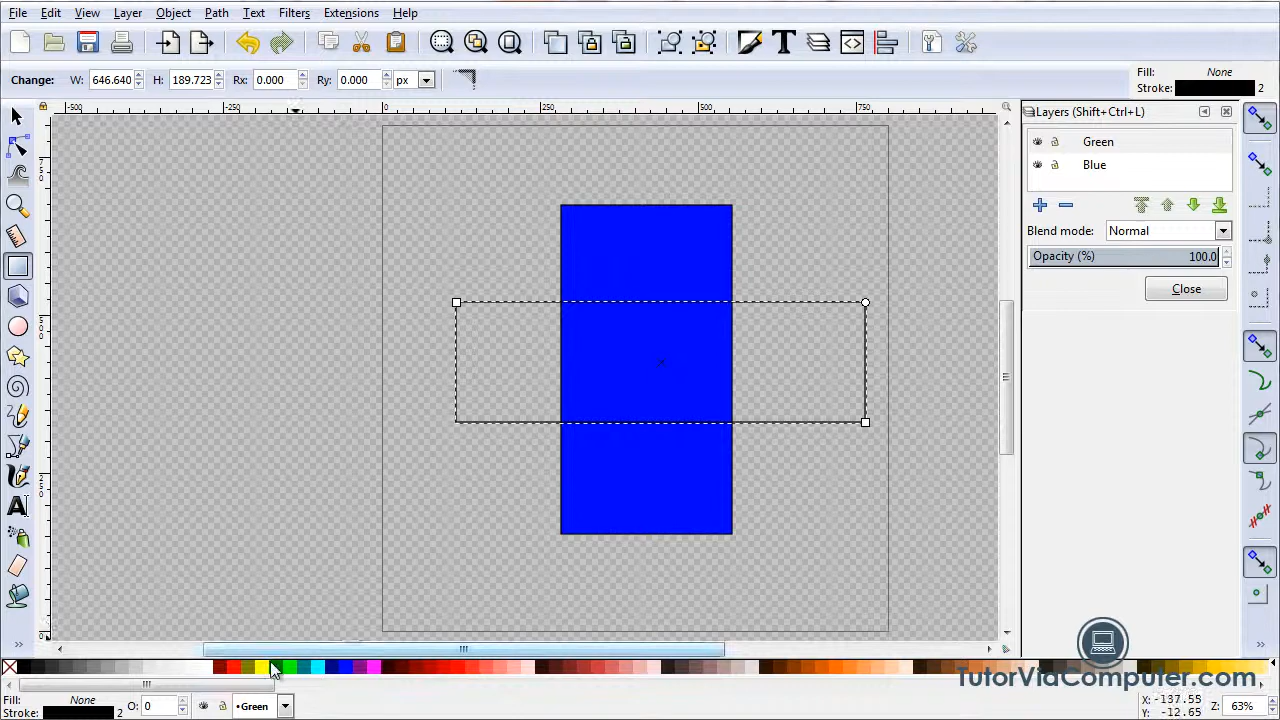 File Edit View Layer Object Path Text Filters Extensions Help
Change: W: 646.640 H: 189.723 Rx: 0.000 Ry: 0.000 px
Fill: None
Stroke: 2
-500 -250 0 250 500 750
Layers (Shift+Ctrl+L)
Green
Blue
Blend mode: Normal
Opacity (%) 100.0
Close
TutorVidComputer.com
Fill: None
Stroke: 2
O: 0
•Green
X: -137.55
Y: -12.65
Z: 63%